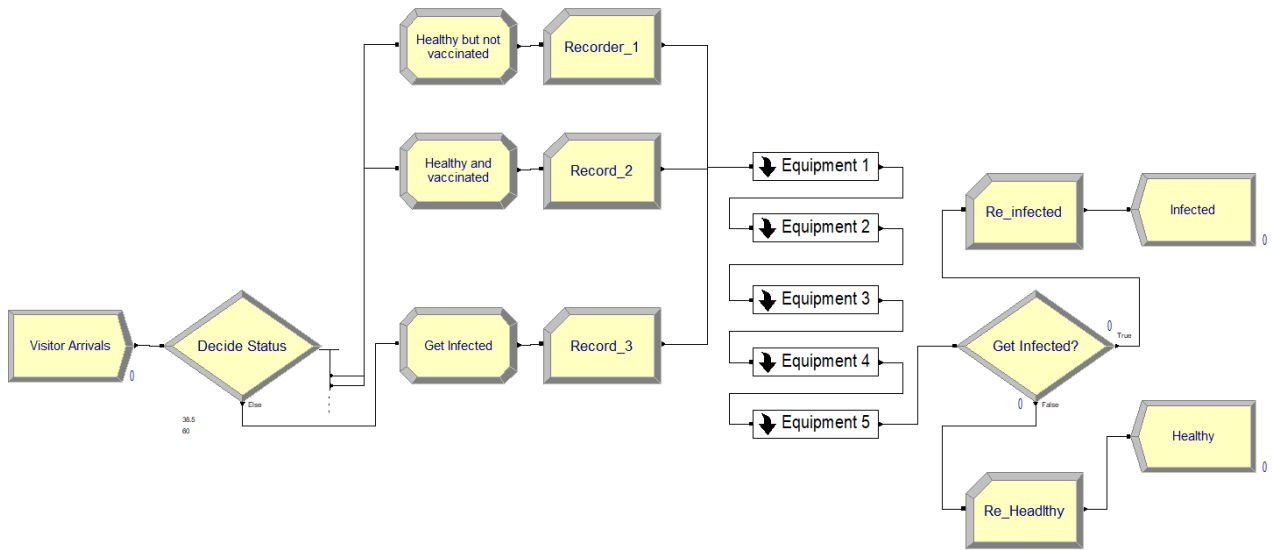 Healthy but not
vaccinated
Recorder_1
Healthy and
vaccinated
Record_2
Visitor Arrivals
0
Decide Status
Else
38.5
60
Get Infected
Record_3
Equipment 1
Equipment 2
Equipment 3
Equipment 4
Equipment 5
Get Infected?
0
True
0
False
Re_infected
Infected
0
Re_Headlthy
Healthy
0